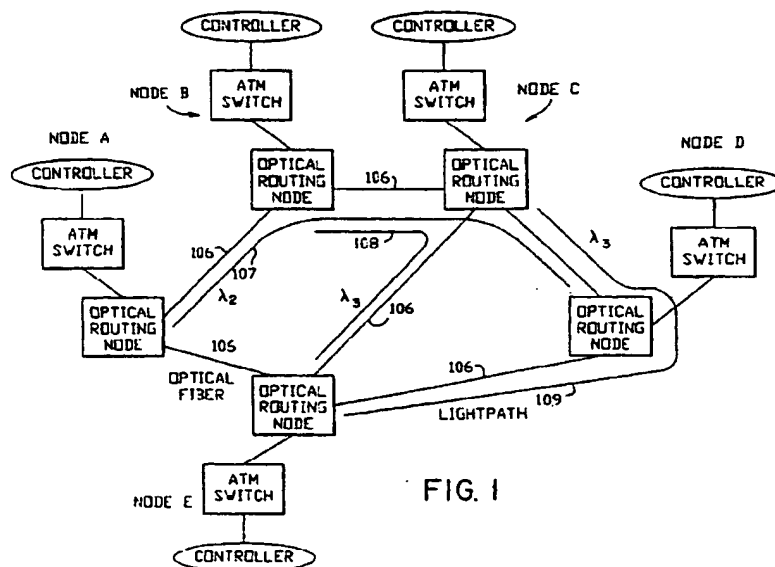 CONTROLLER
CONTROLLER
ATM
SWITCH
ATM
SWITCH
NODE B
NODE C
NODE A
NODE D
CONTROLLER
OPTICAL
ROUTING
NODE
106
OPTICAL
ROUTING
NODE
CONTROLLER
ATM
SWITCH
ATM
SWITCH
106
107
108
λ3
λ2
λ3
106
OPTICAL
ROUTING
NODE
OPTICAL
ROUTING
NODE
105
OPTICAL
FIBER
106
OPTICAL
ROUTING
NODE
109
LIGHTPATH
ATM
SWITCH
NODE E
FIG. 1
CONTROLLER